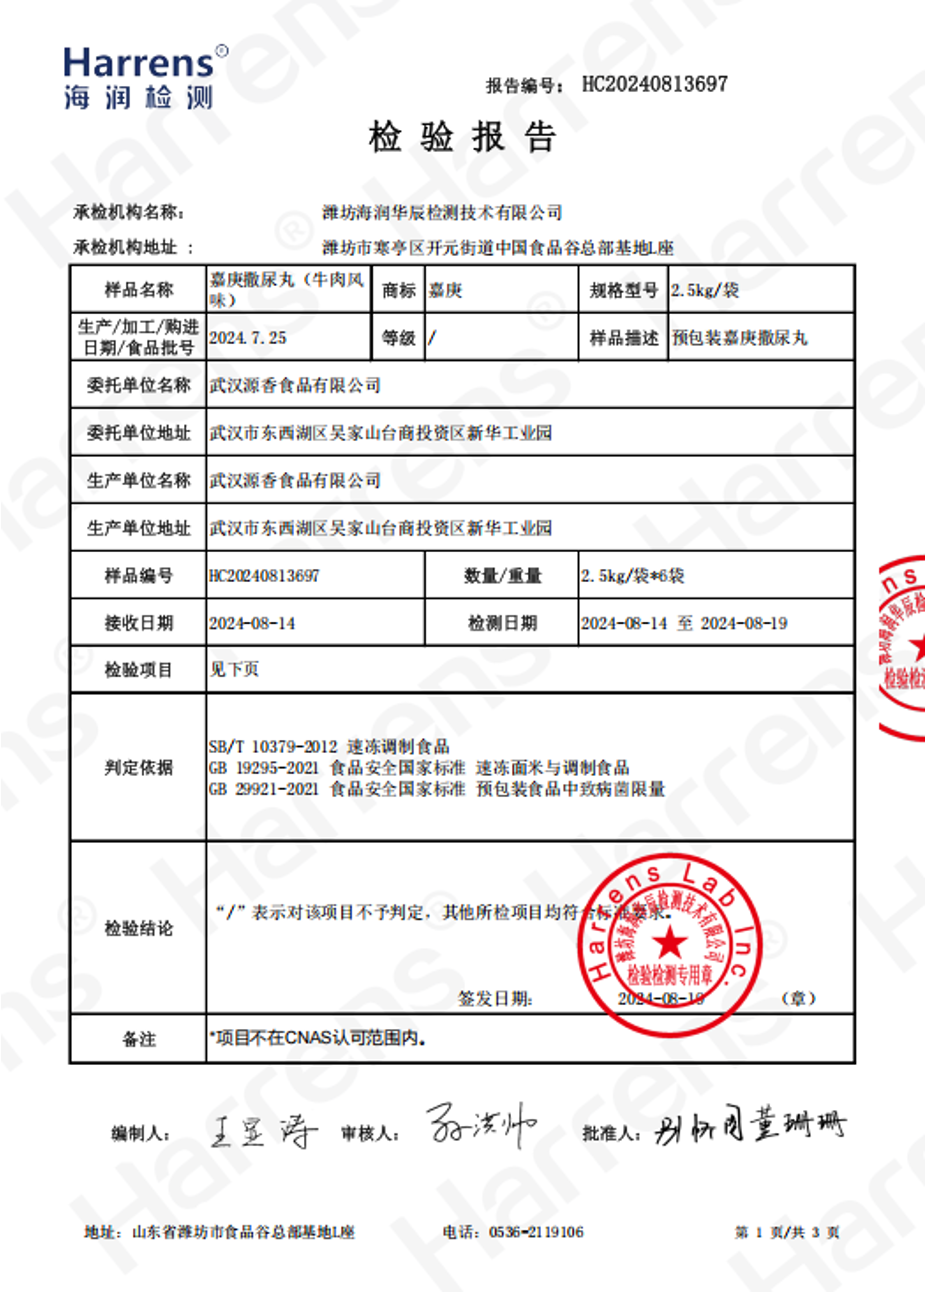 Harrens®
海润检测
报告编号： HC20240813697
检验报告
承检机构名称： 潍坊海润华辰检测技术有限公司
承检机构地址： 潍坊市寒亭区开元街道中国食品谷总部基地L座
样品名称 嘉庚撒尿丸（牛肉风味） 商标 嘉庚 规格型号 2.5kg/袋
生产/加工/购进日期/食品批号 2024.7.25 等级 / 样品描述 预包装嘉庚撒尿丸
委托单位名称 武汉源香食品有限公司
委托单位地址 武汉市东西湖区吴家山台商投资区新华工业园
生产单位名称 武汉源香食品有限公司
生产单位地址 武汉市东西湖区吴家山台商投资区新华工业园
样品编号 HC20240813697 数量/重量 2.5kg/袋*6袋
接收日期 2024-08-14 检测日期 2024-08-14 至 2024-08-19
检验项目 见下页
判定依据
SB/T 10379-2012 速冻调制食品
GB 19295-2021 食品安全国家标准 速冻面米与调制食品
GB 29921-2021 食品安全国家标准 预包装食品中致病菌限量
检验结论
“/”表示对该项目不予判定，其他所检项目均符合标准要求。
签发日期： 2024-08-19 （章）
Harrens Lab Inc.
潍坊海润华辰检测技术有限公司
检验检测专用章
备注 *项目不在CNAS认可范围内。
编制人： 审核人： 批准人： 董珊珊
地址：山东省潍坊市食品谷总部基地L座 电话：0536-2119106 第 1 页/共 3 页